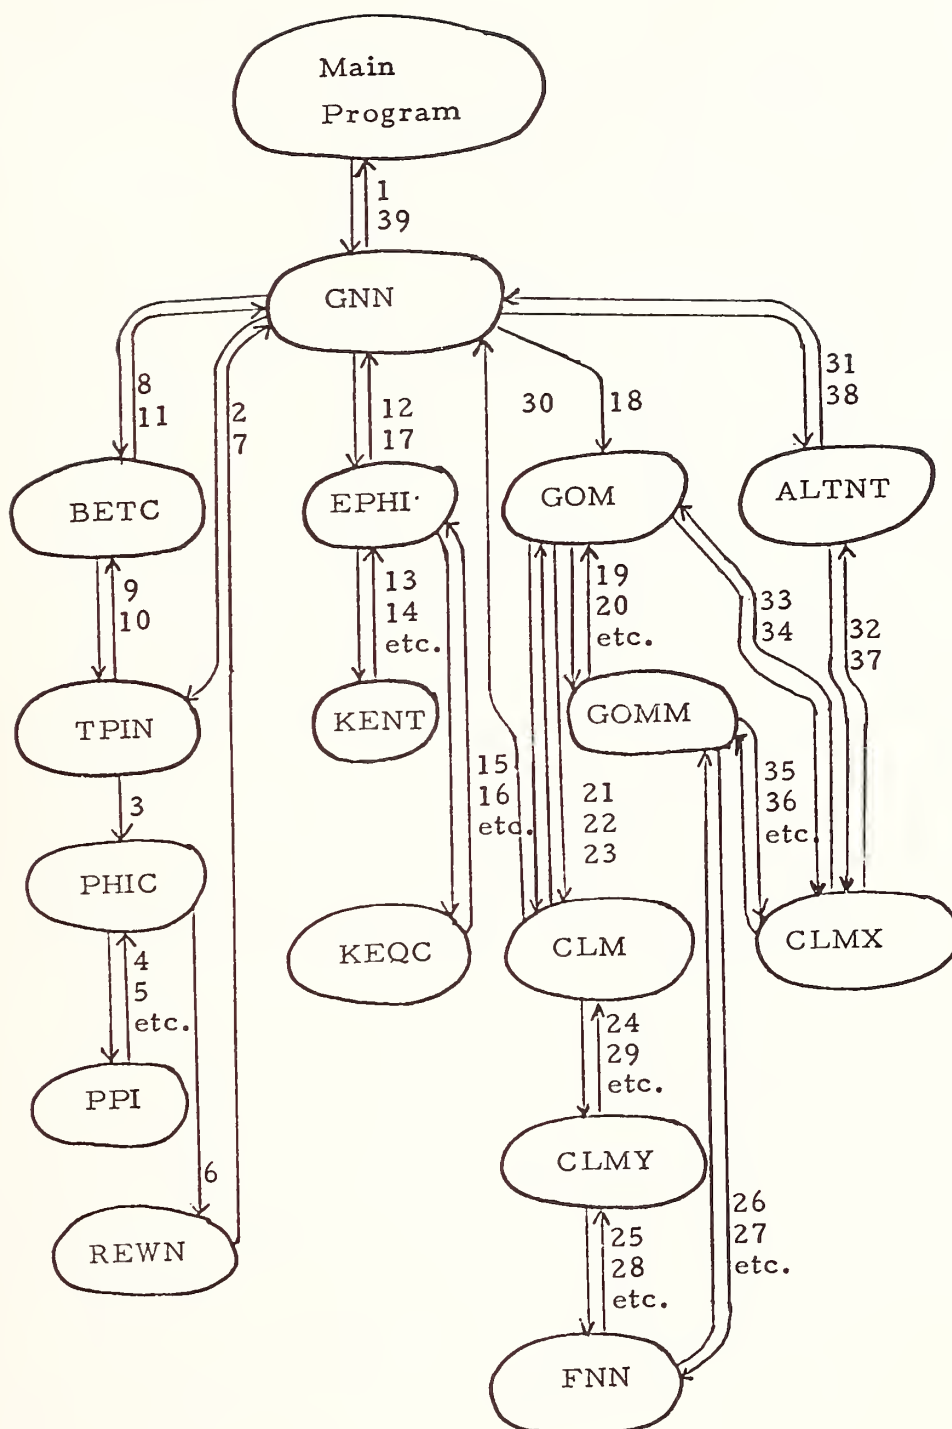 Main
Program
1
39
GNN
8
11
2
7
12
17
30
18
31
38
BETC
EPHI
GOM
ALTNT
9
10
13
14
etc.
19
20
etc.
33
34
32
37
TPIN
KENT
GOMM
3
15
16
etc.
21
22
23
35
36
etc.
PHIC
KEQC
CLM
CLMX
4
5
etc.
24
29
etc.
PPI
CLMY
6
26
27
etc.
REWN
25
28
etc.
FNN